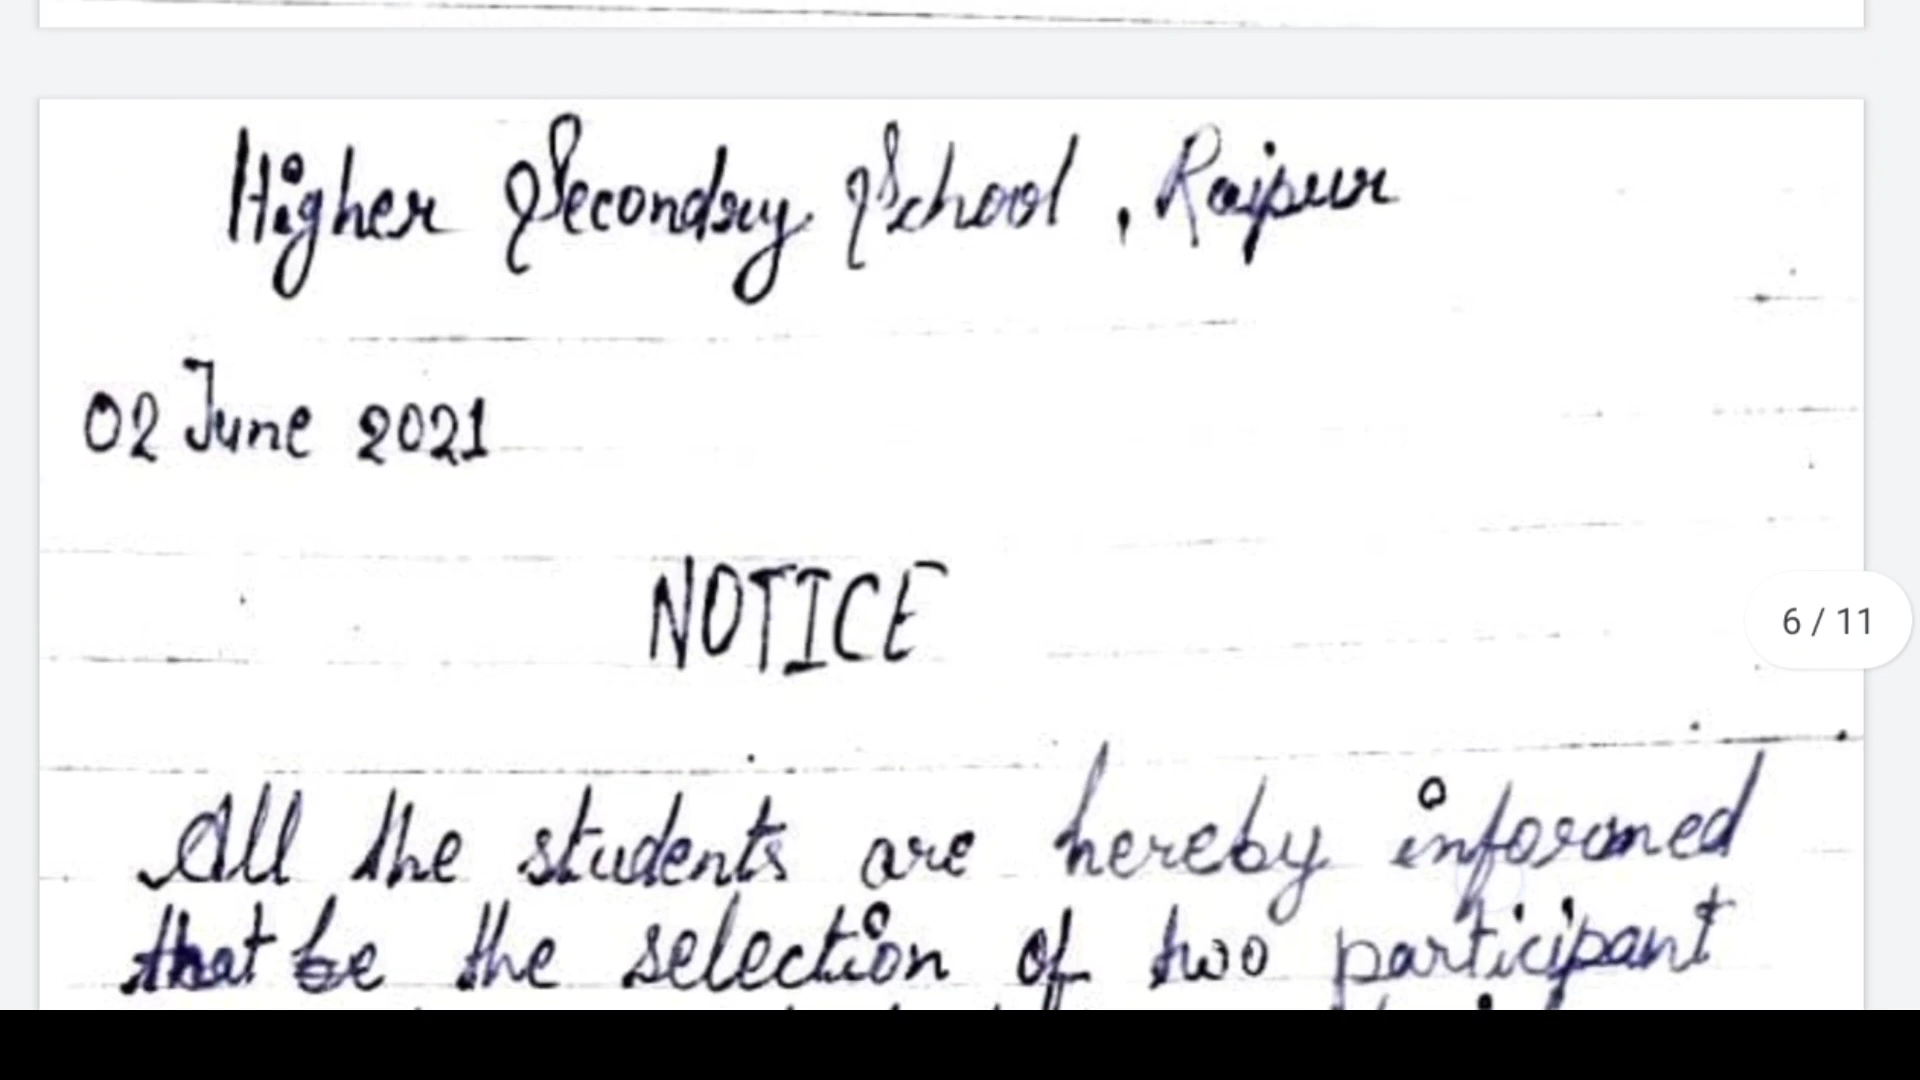 Higher Secondry School , Raipur
02 June 2021
NOTICE
6 / 11
All the students are hereby informed
that be the selection of two participant